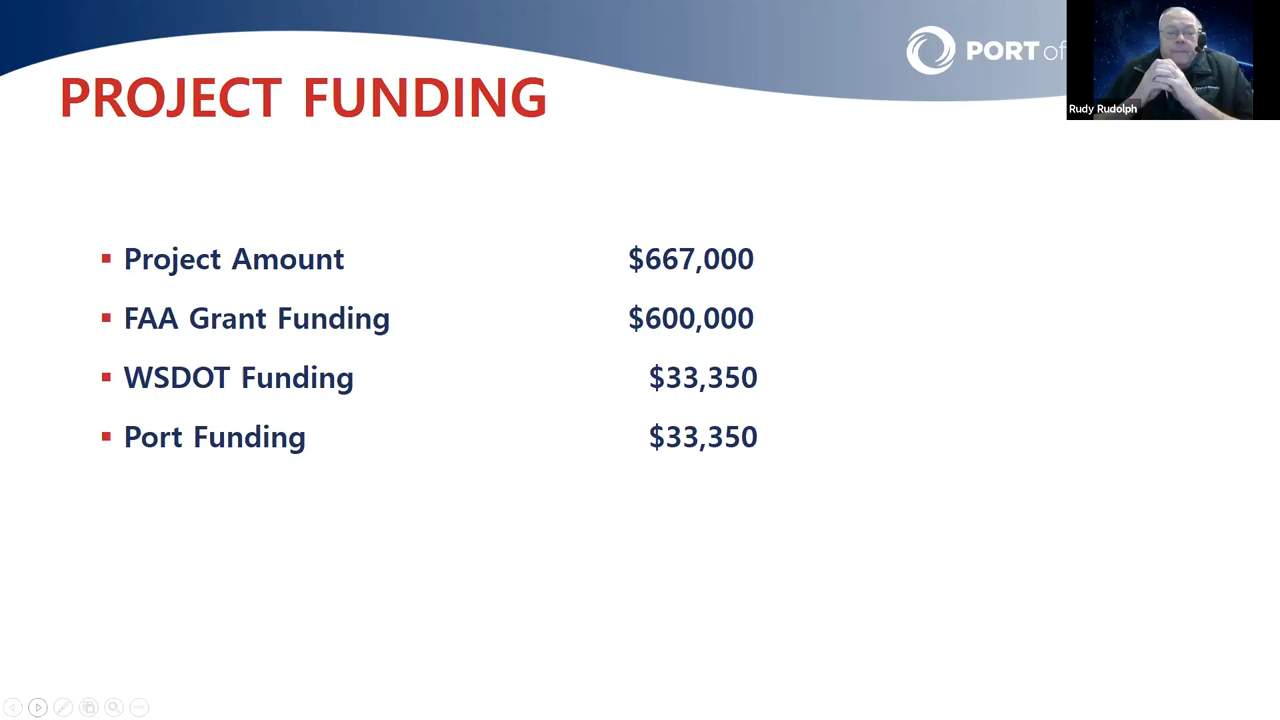 PORT of
Rudy Rudolph
PROJECT FUNDING
▪ Project Amount $667,000
▪ FAA Grant Funding $600,000
▪ WSDOT Funding $33,350
▪ Port Funding $33,350